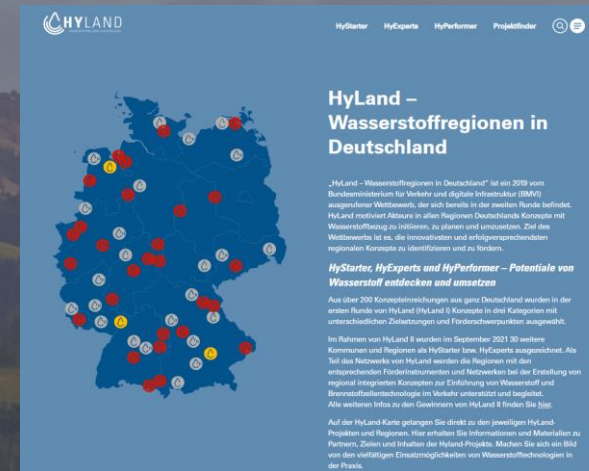 HYLAND
HyStarter HyExperts HyPerformer Projektfinder
HyLand –
Wasserstoffregionen in
Deutschland
„HyLand – Wasserstoffregionen in Deutschland“ ist ein 2019 vom
Bundesministerium für Verkehr und digitale Infrastruktur (BMVI)
ausgerufener Wettbewerb, der sich bereits in der zweiten Runde befindet.
HyLand motiviert Akteure in allen Regionen Deutschlands Konzepte mit
Wasserstoffbezug zu initiieren, zu planen und umzusetzen. Ziel des
Wettbewerbs ist es, die innovativsten und erfolgversprechendsten
regionalen Konzepte zu identifizieren und zu fördern.
HyStarter, HyExperts und HyPerformer – Potentiale von
Wasserstoff entdecken und umsetzen
Aus über 200 Konzepteinreichungen aus ganz Deutschland wurden in der
ersten Runde von HyLand (HyLand I) Konzepte in drei Kategorien mit
unterschiedlichen Zielsetzungen und Förderschwerpunkten ausgewählt.
Im Rahmen von HyLand II wurden im September 2021 30 weitere
Kommunen und Regionen als HyStarter bzw. HyExperts ausgezeichnet. Als
Teil des Netzwerks von HyLand werden die Regionen mit den
entsprechenden Förderinstrumenten und Netzwerken bei der Erstellung von
regional integrierten Konzepten zur Einführung von Wasserstoff und
Brennstoffzellentechnologie im Verkehr unterstützt und begleitet.
Alle weiteren Infos zu den Gewinnern von HyLand II finden Sie hier.
Auf der HyLand-Karte gelangen Sie direkt zu den jeweiligen HyLand-
Projekten und Regionen. Hier erhalten Sie Informationen und Materialien zu
Partnern, Zielen und Inhalten der Hyland-Projekte. Machen Sie sich ein Bild
von den vielfältigen Einsatzmöglichkeiten von Wasserstofftechnologien in
der Praxis.